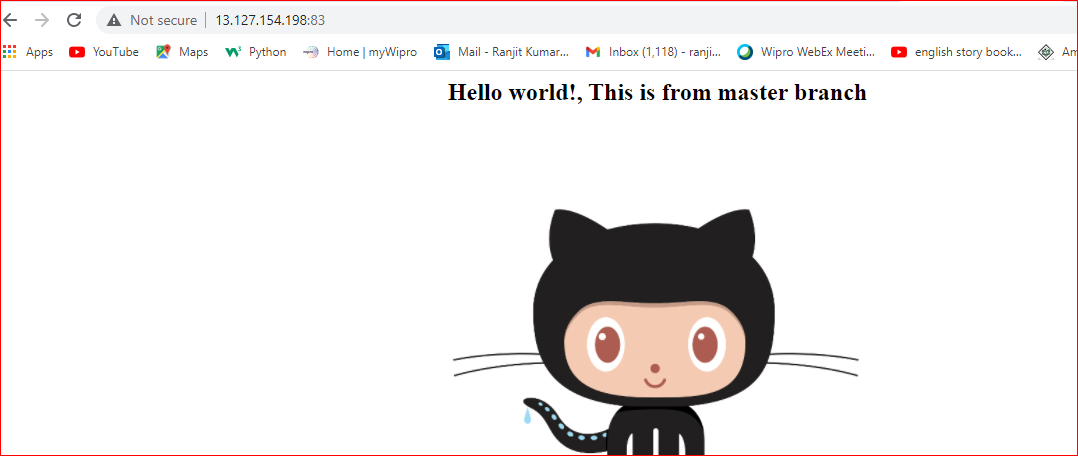 Not secure 13.127.154.198:83
Apps YouTube Maps Python Home | myWipro Mail - Ranjit Kumar... Inbox (1,118) - ranji... Wipro WebEx Meeti... english story book... Am
Hello world!, This is from master branch